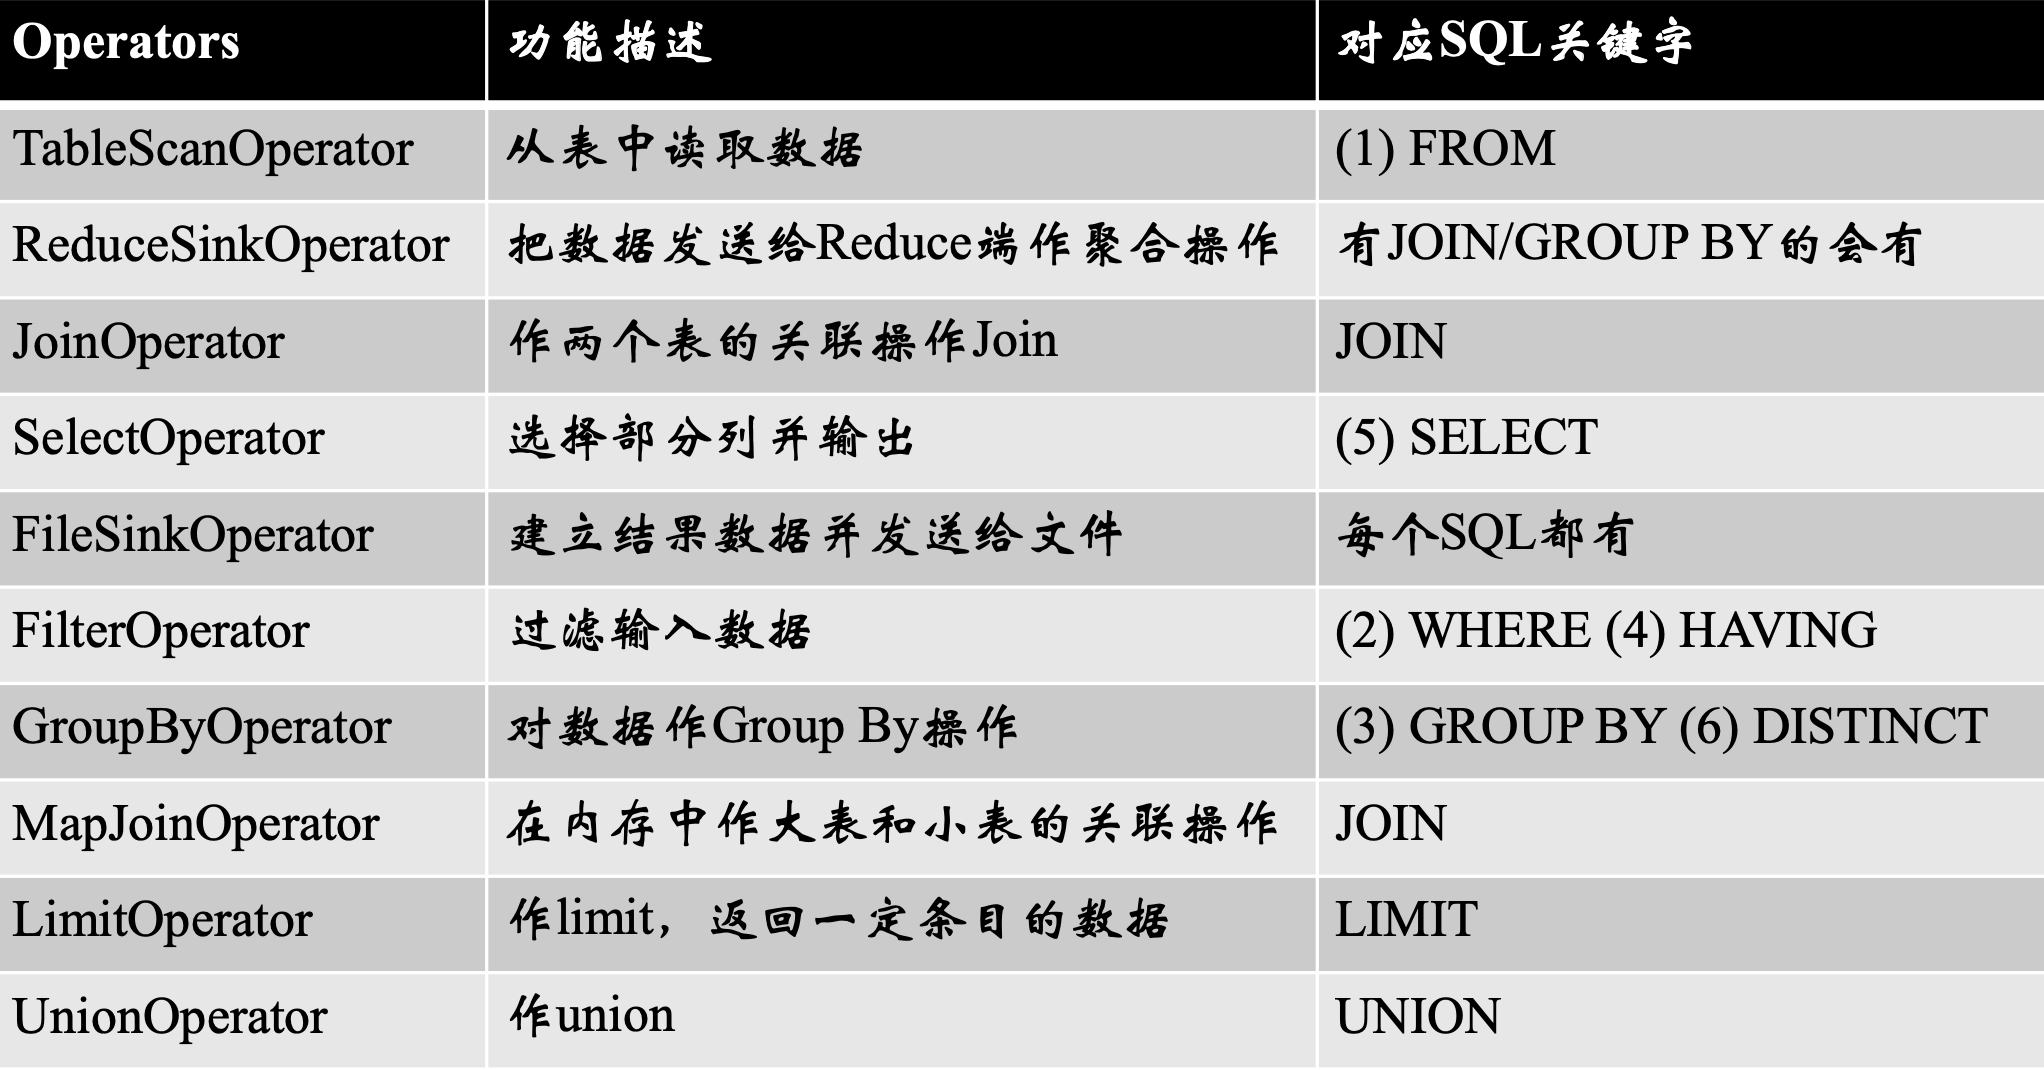 Operators 功能描述 对应SQL关键字
TableScanOperator 从表中读取数据 (1) FROM
ReduceSinkOperator 把数据发送给Reduce端作聚合操作 有JOIN/GROUP BY的会有
JoinOperator 作两个表的关联操作Join JOIN
SelectOperator 选择部分列并输出 (5) SELECT
FileSinkOperator 建立结果数据并发送给文件 每个SQL都有
FilterOperator 过滤输入数据 (2) WHERE (4) HAVING
GroupByOperator 对数据作Group By操作 (3) GROUP BY (6) DISTINCT
MapJoinOperator 在内存中作大表和小表的关联操作 JOIN
LimitOperator 作limit，返回一定条目的数据 LIMIT
UnionOperator 作union UNION